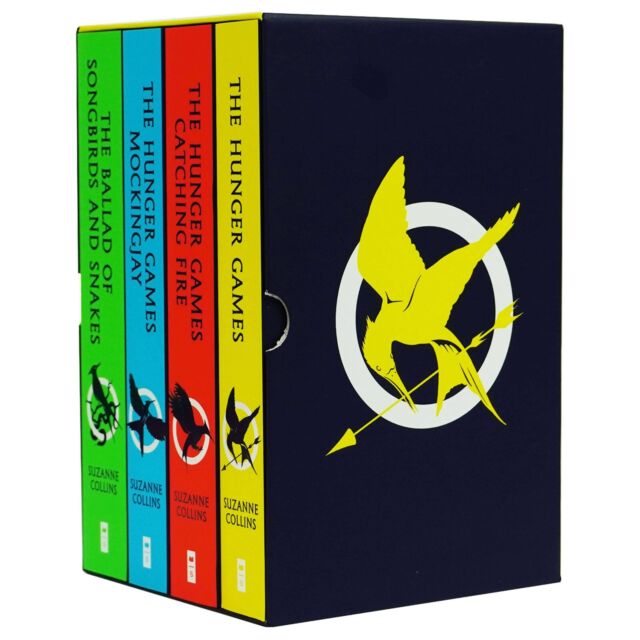 THE BALLAD OF
SONGBIRDS AND SNAKES
SUZANNE
COLLINS
THE HUNGER GAMES
MOCKINGJAY
SUZANNE
COLLINS
THE HUNGER GAMES
CATCHING FIRE
SUZANNE
COLLINS
THE HUNGER GAMES
SUZANNE
COLLINS